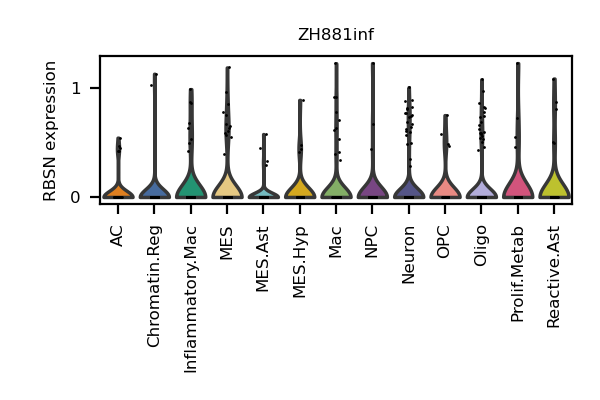 ZH881inf
RBSN expression
1
0
AC
Chromatin.Reg
Inflammatory.Mac
MES
MES.Ast
MES.Hyp
Mac
NPC
Neuron
OPC
Oligo
Prolif.Metab
Reactive.Ast